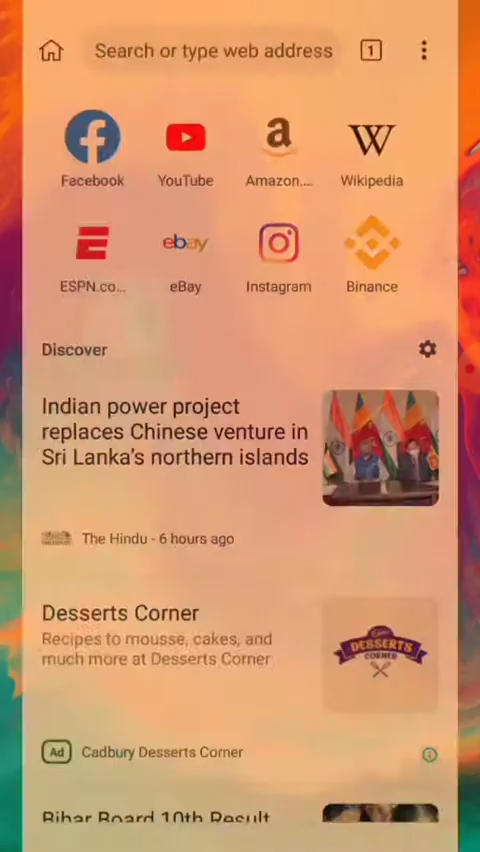 Search or type web address
1
Facebook
YouTube
Amazon....
Wikipedia
ebay
ESPN.co...
eBay
Instagram
Binance
Discover
Indian power project
replaces Chinese venture in
Sri Lanka's northern islands
The Hindu - 6 hours ago
Desserts Corner
Recipes to mousse, cakes, and
much more at Desserts Corner
DESSERTS
CORNER
Ad
Cadbury Desserts Corner
Bihar Board 10th Result